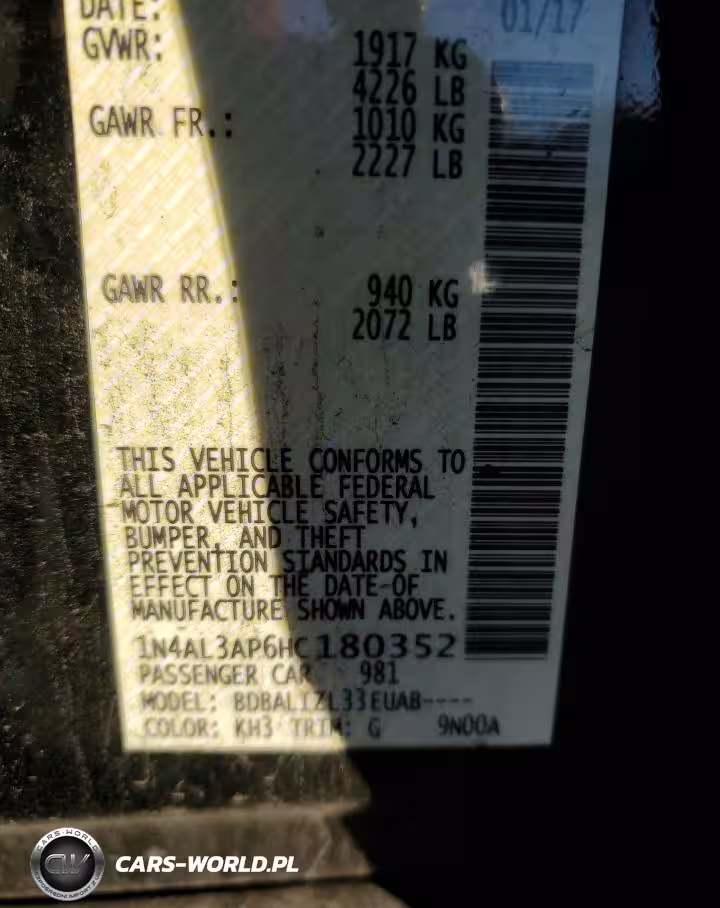 DATE: 01/17
GVWR: 1917 KG
4226 LB
GAWR FR.: 1010 KG
2227 LB
GAWR RR.: 940 KG
2072 LB
THIS VEHICLE CONFORMS TO
ALL APPLICABLE FEDERAL
MOTOR VEHICLE SAFETY,
BUMPER, AND THEFT
PREVENTION STANDARDS IN
EFFECT ON THE DATE OF
MANUFACTURE SHOWN ABOVE.
1N4AL3AP6HC180352
PASSENGER CAR 981
MODEL: BDBALIZL33EUAB----
COLOR: KH3 TRIM: G 9N00A
CARS-WORLD
CW
CARS-WORLD.PL